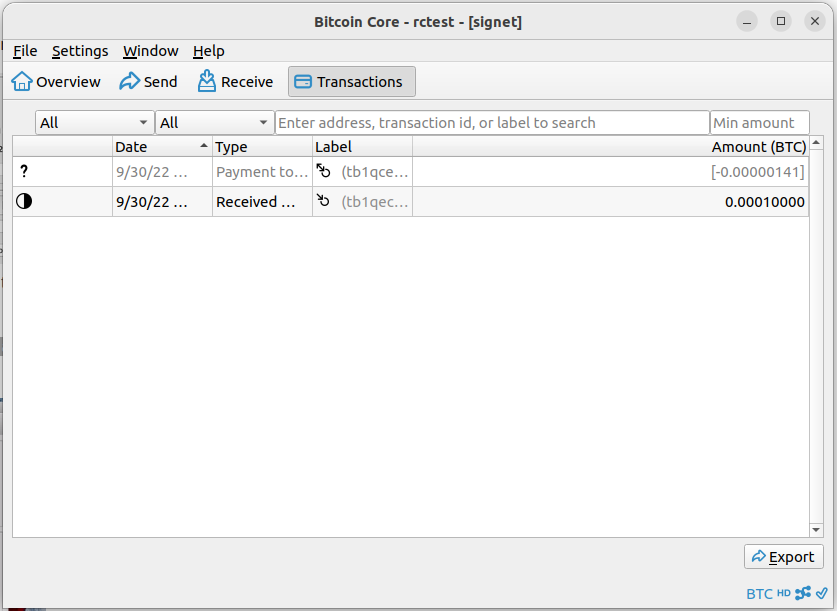 Bitcoin Core - rctest - [signet]
File Settings Window Help
Overview Send Receive Transactions
All All Enter address, transaction id, or label to search Min amount
Date Type Label Amount (BTC)
? 9/30/22 ... Payment to... (tb1qce... [-0.00000141]
9/30/22 ... Received ... (tb1qec... 0.00010000
Export
BTC HD